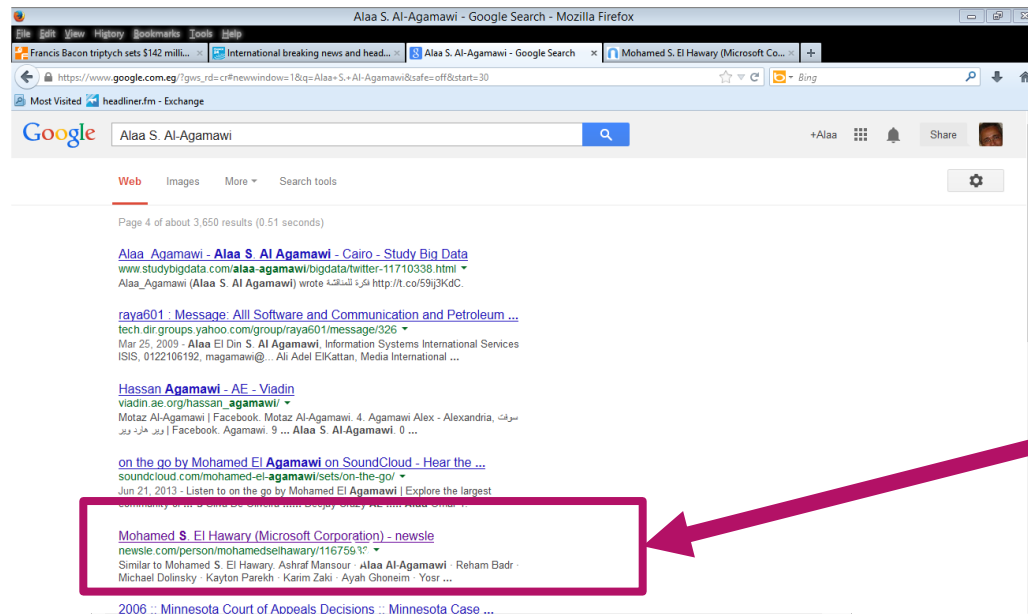 Alaa S. Al-Agamawi - Google Search - Mozilla Firefox
File Edit View History Bookmarks Tools Help
Francis Bacon triptych sets $142 milli... International breaking news and head... Alaa S. Al-Agamawi - Google Search Mohamed S. El Hawary (Microsoft Co...
https://www.google.com.eg/?gws_rd=cr#newwindow=1&q=Alaa+S.+Al-Agamawi&safe=off&start=30 Bing
Most Visited headliner.fm - Exchange
Google Alaa S. Al-Agamawi +Alaa Share
Web Images More Search tools
Page 4 of about 3,650 results (0.51 seconds)
Alaa_Agamawi - Alaa S. Al Agamawi - Cairo - Study Big Data
www.studybigdata.com/alaa-agamawi/bigdata/twitter-11710338.html
Alaa_Agamawi (Alaa S. Al Agamawi) wrote فكرة للمناقشة http://t.co/59ij3KdC.
raya601 : Message: Alll Software and Communication and Petroleum ...
tech.dir.groups.yahoo.com/group/raya601/message/326
Mar 25, 2009 - Alaa El Din S. Al Agamawi, Information Systems International Services
ISIS, 0122106192, magamawi@... Ali Adel ElKattan, Media International ...
Hassan Agamawi - AE - Viadin
viadin.ae.org/hassan_agamawi/
Motaz Al-Agamawi | Facebook. Motaz Al-Agamawi. 4. Agamawi Alex - Alexandria, سوفت
وير هارد وير | Facebook. Agamawi. 9 ... Alaa S. Al-Agamawi. 0 ...
on the go by Mohamed El Agamawi on SoundCloud - Hear the ...
soundcloud.com/mohamed-el-agamawi/sets/on-the-go/
Jun 21, 2013 - Listen to on the go by Mohamed El Agamawi | Explore the largest
Mohamed S. El Hawary (Microsoft Corporation) - newsle
newsle.com/person/mohamedselhawary/
Similar to Mohamed S. El Hawary. Ashraf Mansour · Alaa Al-Agamawi · Reham Badr ·
Michael Dolinsky · Kayton Parekh · Karim Zaki · Ayah Ghoneim · Yosr ...
2006 :: Minnesota Court of Appeals Decisions :: Minnesota Case ...